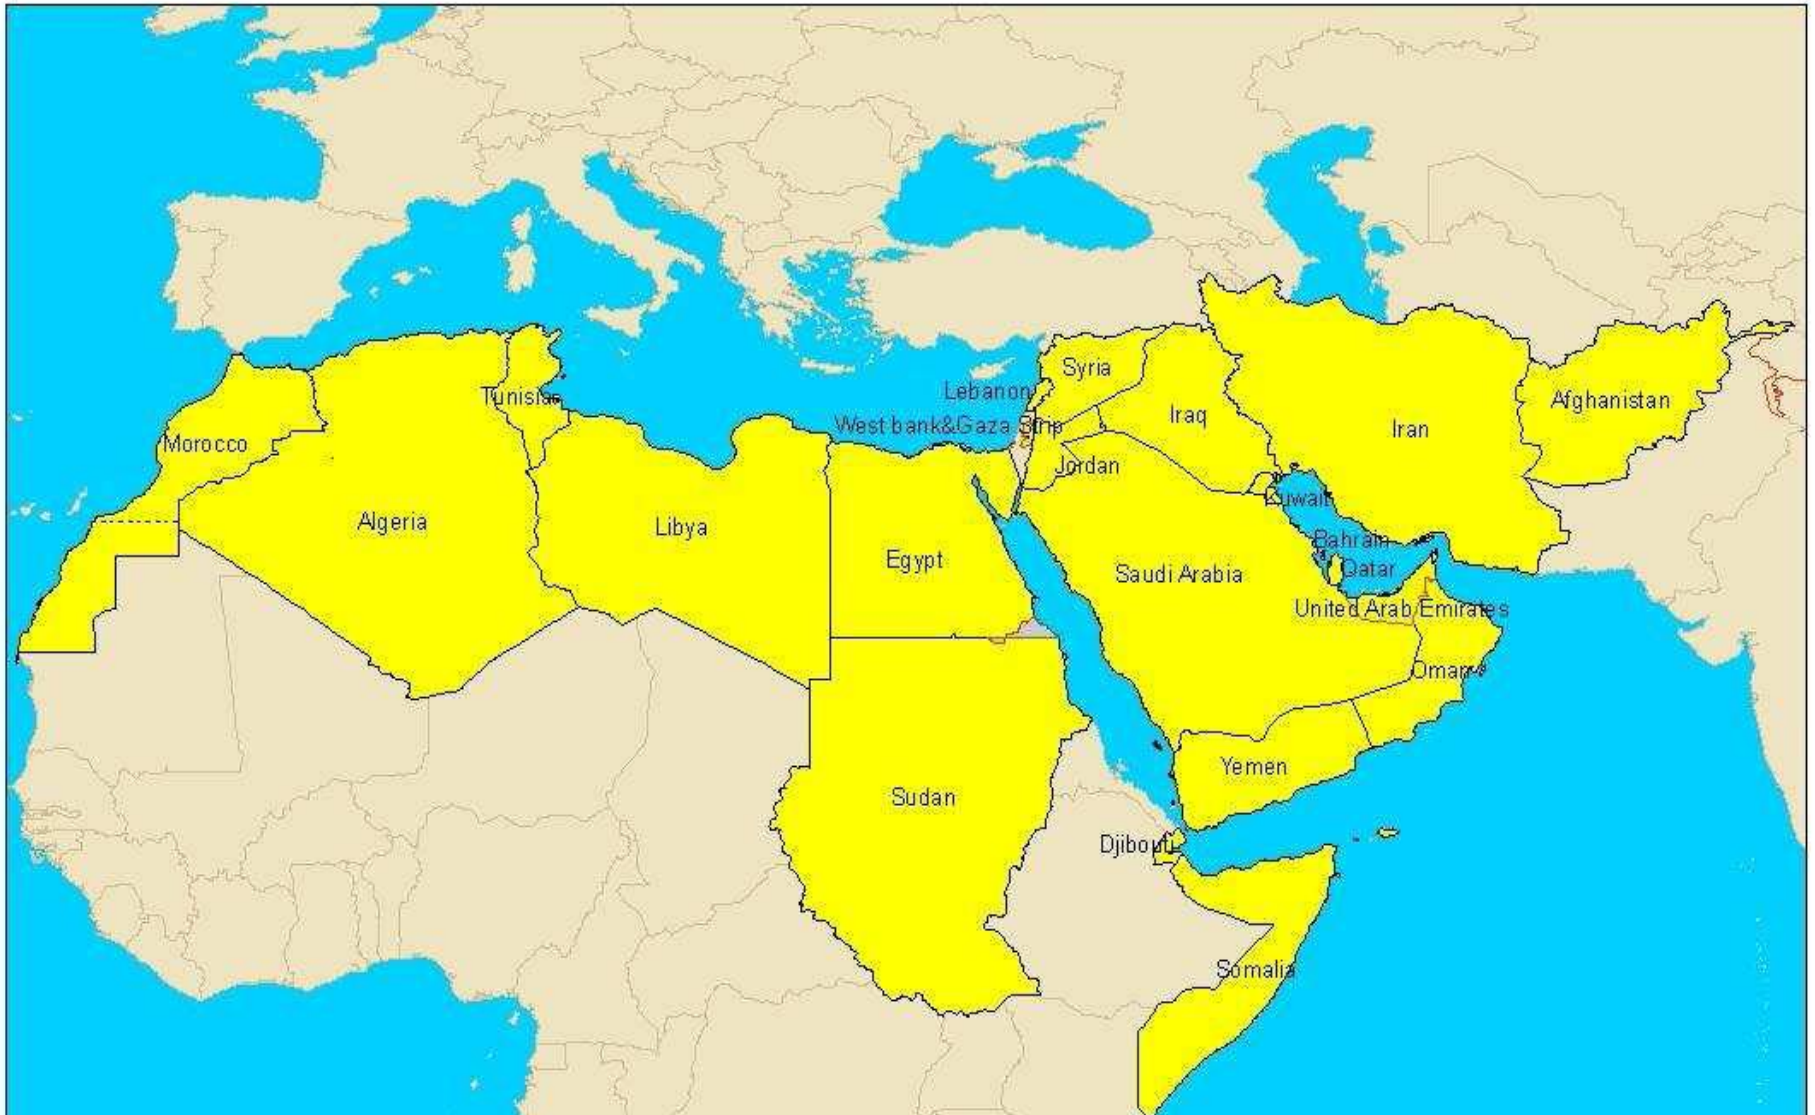 Syria
Lebanon
Afghanistan
Tunisia
Iraq
West bank&Gaza Strip
Iran
Morocco
Jordan
Kuwait
Algeria
Libya
Bahrain
Egypt
Saudi Arabia
Qatar
United Arab Emirates
Oman
Yemen
Sudan
Djibouti
Somalia